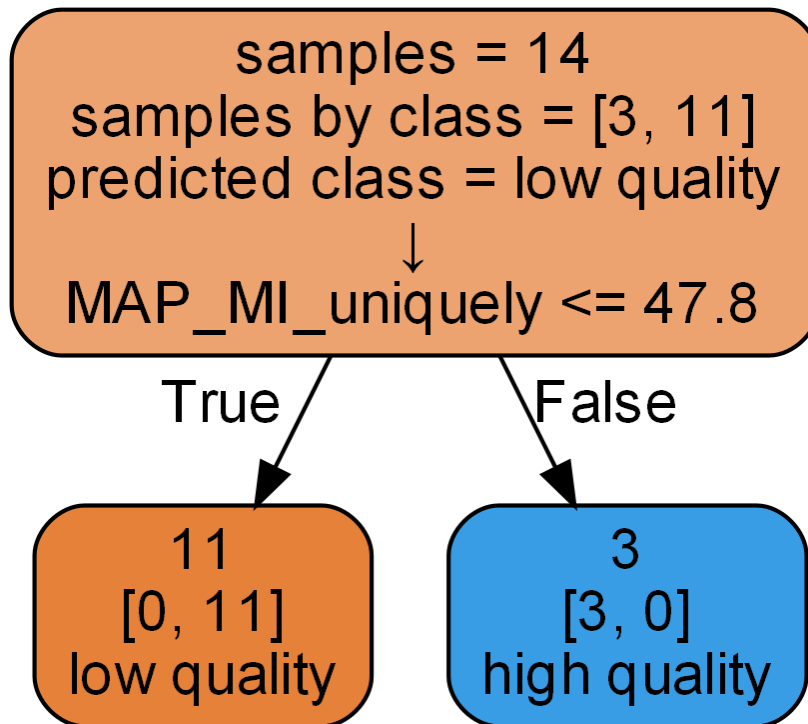 samples = 14
samples by class = [3, 11]
predicted class = low quality
↓
MAP_MI_uniquely <= 47.8
True
False
11
[0, 11]
low quality
3
[3, 0]
high quality